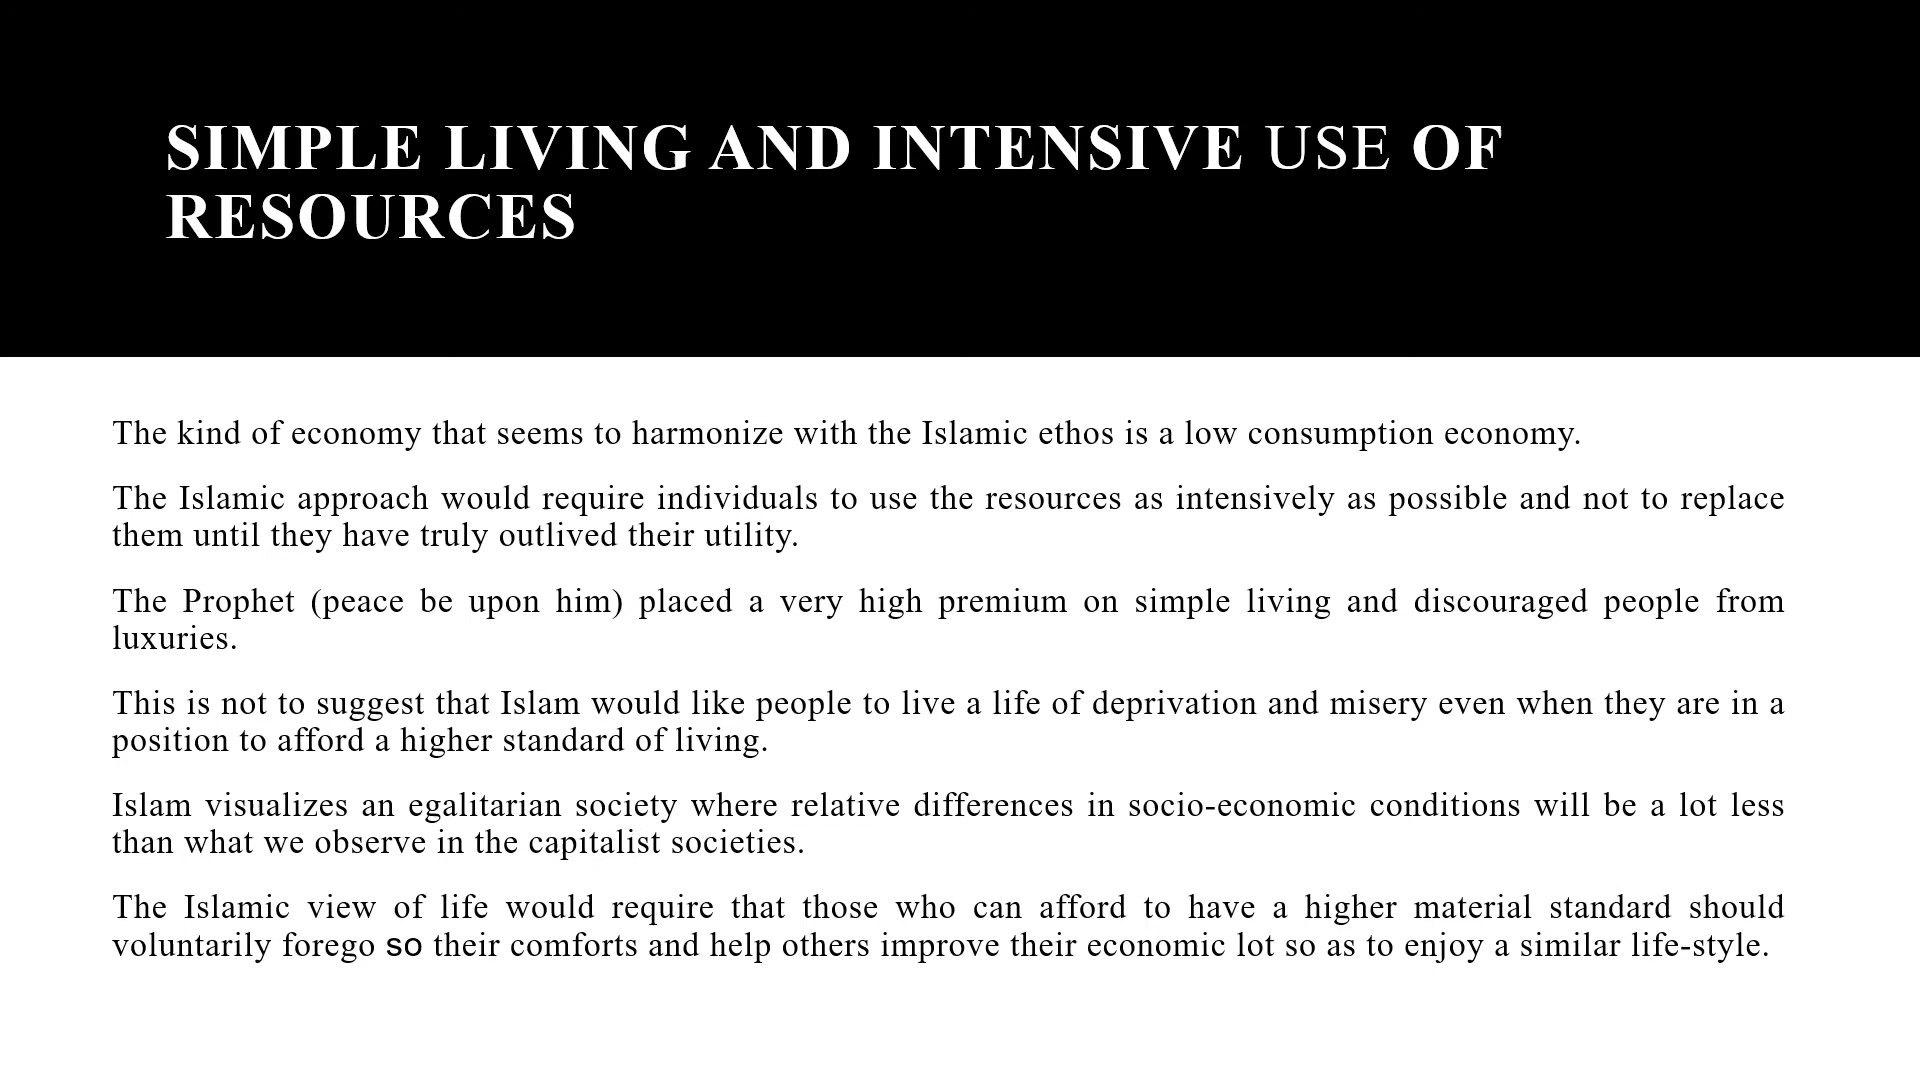 SIMPLE LIVING AND INTENSIVE USE OF
RESOURCES
The kind of economy that seems to harmonize with the Islamic ethos is a low consumption economy.
The Islamic approach would require individuals to use the resources as intensively as possible and not to replace
them until they have truly outlived their utility.
The Prophet (peace be upon him) placed a very high premium on simple living and discouraged people from
luxuries.
This is not to suggest that Islam would like people to live a life of deprivation and misery even when they are in a
position to afford a higher standard of living.
Islam visualizes an egalitarian society where relative differences in socio-economic conditions will be a lot less
than what we observe in the capitalist societies.
The Islamic view of life would require that those who can afford to have a higher material standard should
voluntarily forego so their comforts and help others improve their economic lot so as to enjoy a similar life-style.